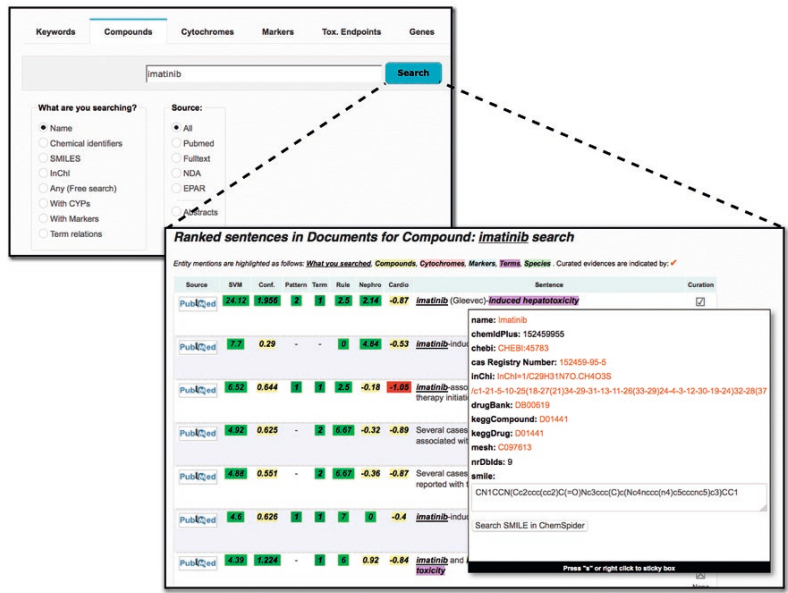 Keywords Compounds Cytochromes Markers Tox. Endpoints Genes
imatinib Search
What are you searching? Source:
Name All
Chemical identifiers Pubmed
SMILES Fulltext
InChI NDA
Any (Free search) EPAR
With CYPs Abstracts
With Markers
Term relations
Ranked sentences in Documents for Compound: imatinib search
Entity mentions are highlighted as follows: What you searched, Compounds, Cytochromes, Markers, Terms, Species . Curated evidences are indicated by: ✔
Source SVM Conf. Pattern Term Rule Nephro Cardio Sentence Curation
PubMed 24.12 1.956 2 1 2.5 2.14 -0.87 imatinib (Gleevec)-induced hepatotoxicity
PubMed 7.7 0.29 - - 0 4.84 -0.53 imatinib-induc
PubMed 6.52 0.644 1 1 2.5 -0.18 -1.05 imatinib-asso
therapy initiati
PubMed 4.92 0.625 - 2 6.67 -0.32 -0.89 Several cases
associated wit
PubMed 4.88 0.551 - 2 6.67 -0.36 -0.87 Several cases
reported with t
PubMed 4.6 0.626 1 1 7 0 -0.4 imatinib-induc
PubMed 4.39 1.224 - 1 6 0.92 -0.84 imatinib and
toxicity
name: Imatinib
chemIdPlus: 152459955
chebi: CHEBI:45783
cas Registry Number: 152459-95-5
inChi: InChI=1/C29H31N7O.CH4O3S
/c1-21-5-10-25(18-27(21)34-29-31-13-11-26(33-29)24-4-3-12-30-19-24)32-28(37
drugBank: DB00619
keggCompound: D01441
keggDrug: D01441
mesh: C097613
nrDbIds: 9
smile:
CN1CCN(Cc2ccc(cc2)C(=O)Nc3ccc(C)c(Nc4nccc(n4)c5cccnc5)c3)CC1
Search SMILE in ChemSpider
Press "s" or right click to sticky box